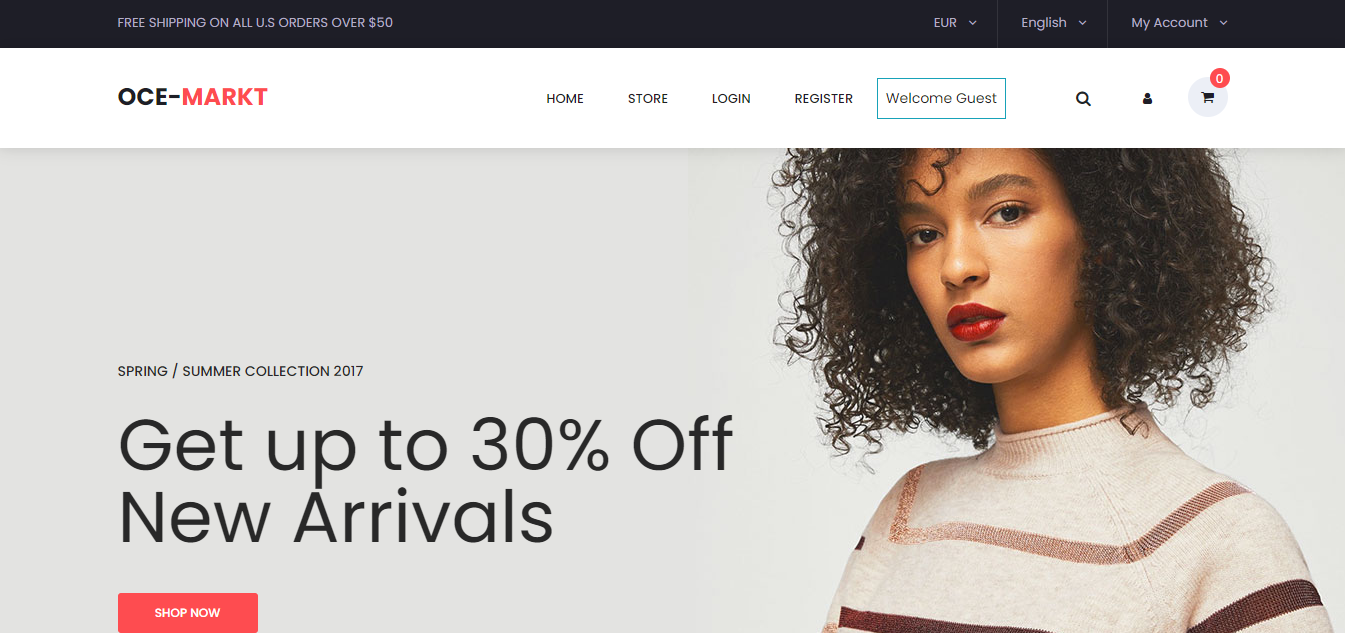 FREE SHIPPING ON ALL U.S ORDERS OVER $50
EUR
English
My Account
OCE-MARKT
HOME
STORE
LOGIN
REGISTER
Welcome Guest
0
SPRING / SUMMER COLLECTION 2017
Get up to 30% Off
New Arrivals
SHOP NOW